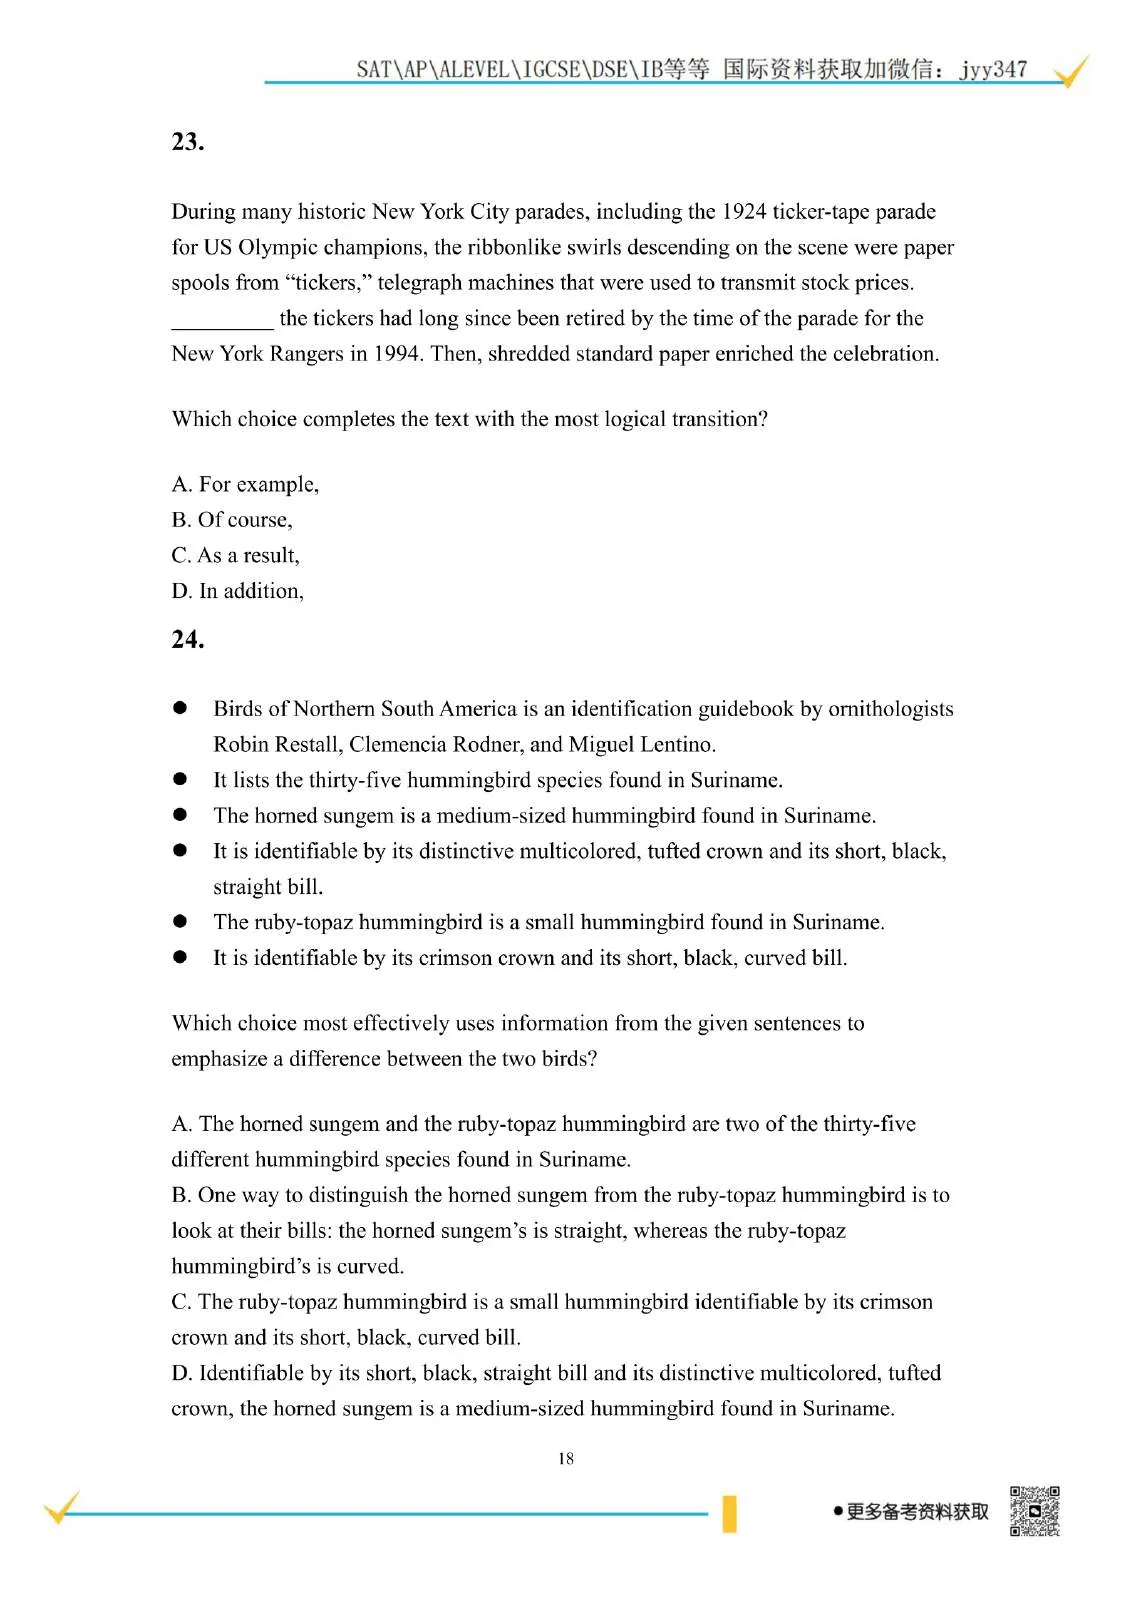 SAT\AP\ALEVEL\IGCSE\DSE\IB等等 国际资料获取加微信：jyy347
23.
During many historic New York City parades, including the 1924 ticker-tape parade
for US Olympic champions, the ribbonlike swirls descending on the scene were paper
spools from “tickers,” telegraph machines that were used to transmit stock prices.
_________ the tickers had long since been retired by the time of the parade for the
New York Rangers in 1994. Then, shredded standard paper enriched the celebration.
Which choice completes the text with the most logical transition?
A. For example,
B. Of course,
C. As a result,
D. In addition,
24.
● Birds of Northern South America is an identification guidebook by ornithologists
Robin Restall, Clemencia Rodner, and Miguel Lentino.
● It lists the thirty-five hummingbird species found in Suriname.
● The horned sungem is a medium-sized hummingbird found in Suriname.
● It is identifiable by its distinctive multicolored, tufted crown and its short, black,
straight bill.
● The ruby-topaz hummingbird is a small hummingbird found in Suriname.
● It is identifiable by its crimson crown and its short, black, curved bill.
Which choice most effectively uses information from the given sentences to
emphasize a difference between the two birds?
A. The horned sungem and the ruby-topaz hummingbird are two of the thirty-five
different hummingbird species found in Suriname.
B. One way to distinguish the horned sungem from the ruby-topaz hummingbird is to
look at their bills: the horned sungem’s is straight, whereas the ruby-topaz
hummingbird’s is curved.
C. The ruby-topaz hummingbird is a small hummingbird identifiable by its crimson
crown and its short, black, curved bill.
D. Identifiable by its short, black, straight bill and its distinctive multicolored, tufted
crown, the horned sungem is a medium-sized hummingbird found in Suriname.
18
●更多备考资料获取